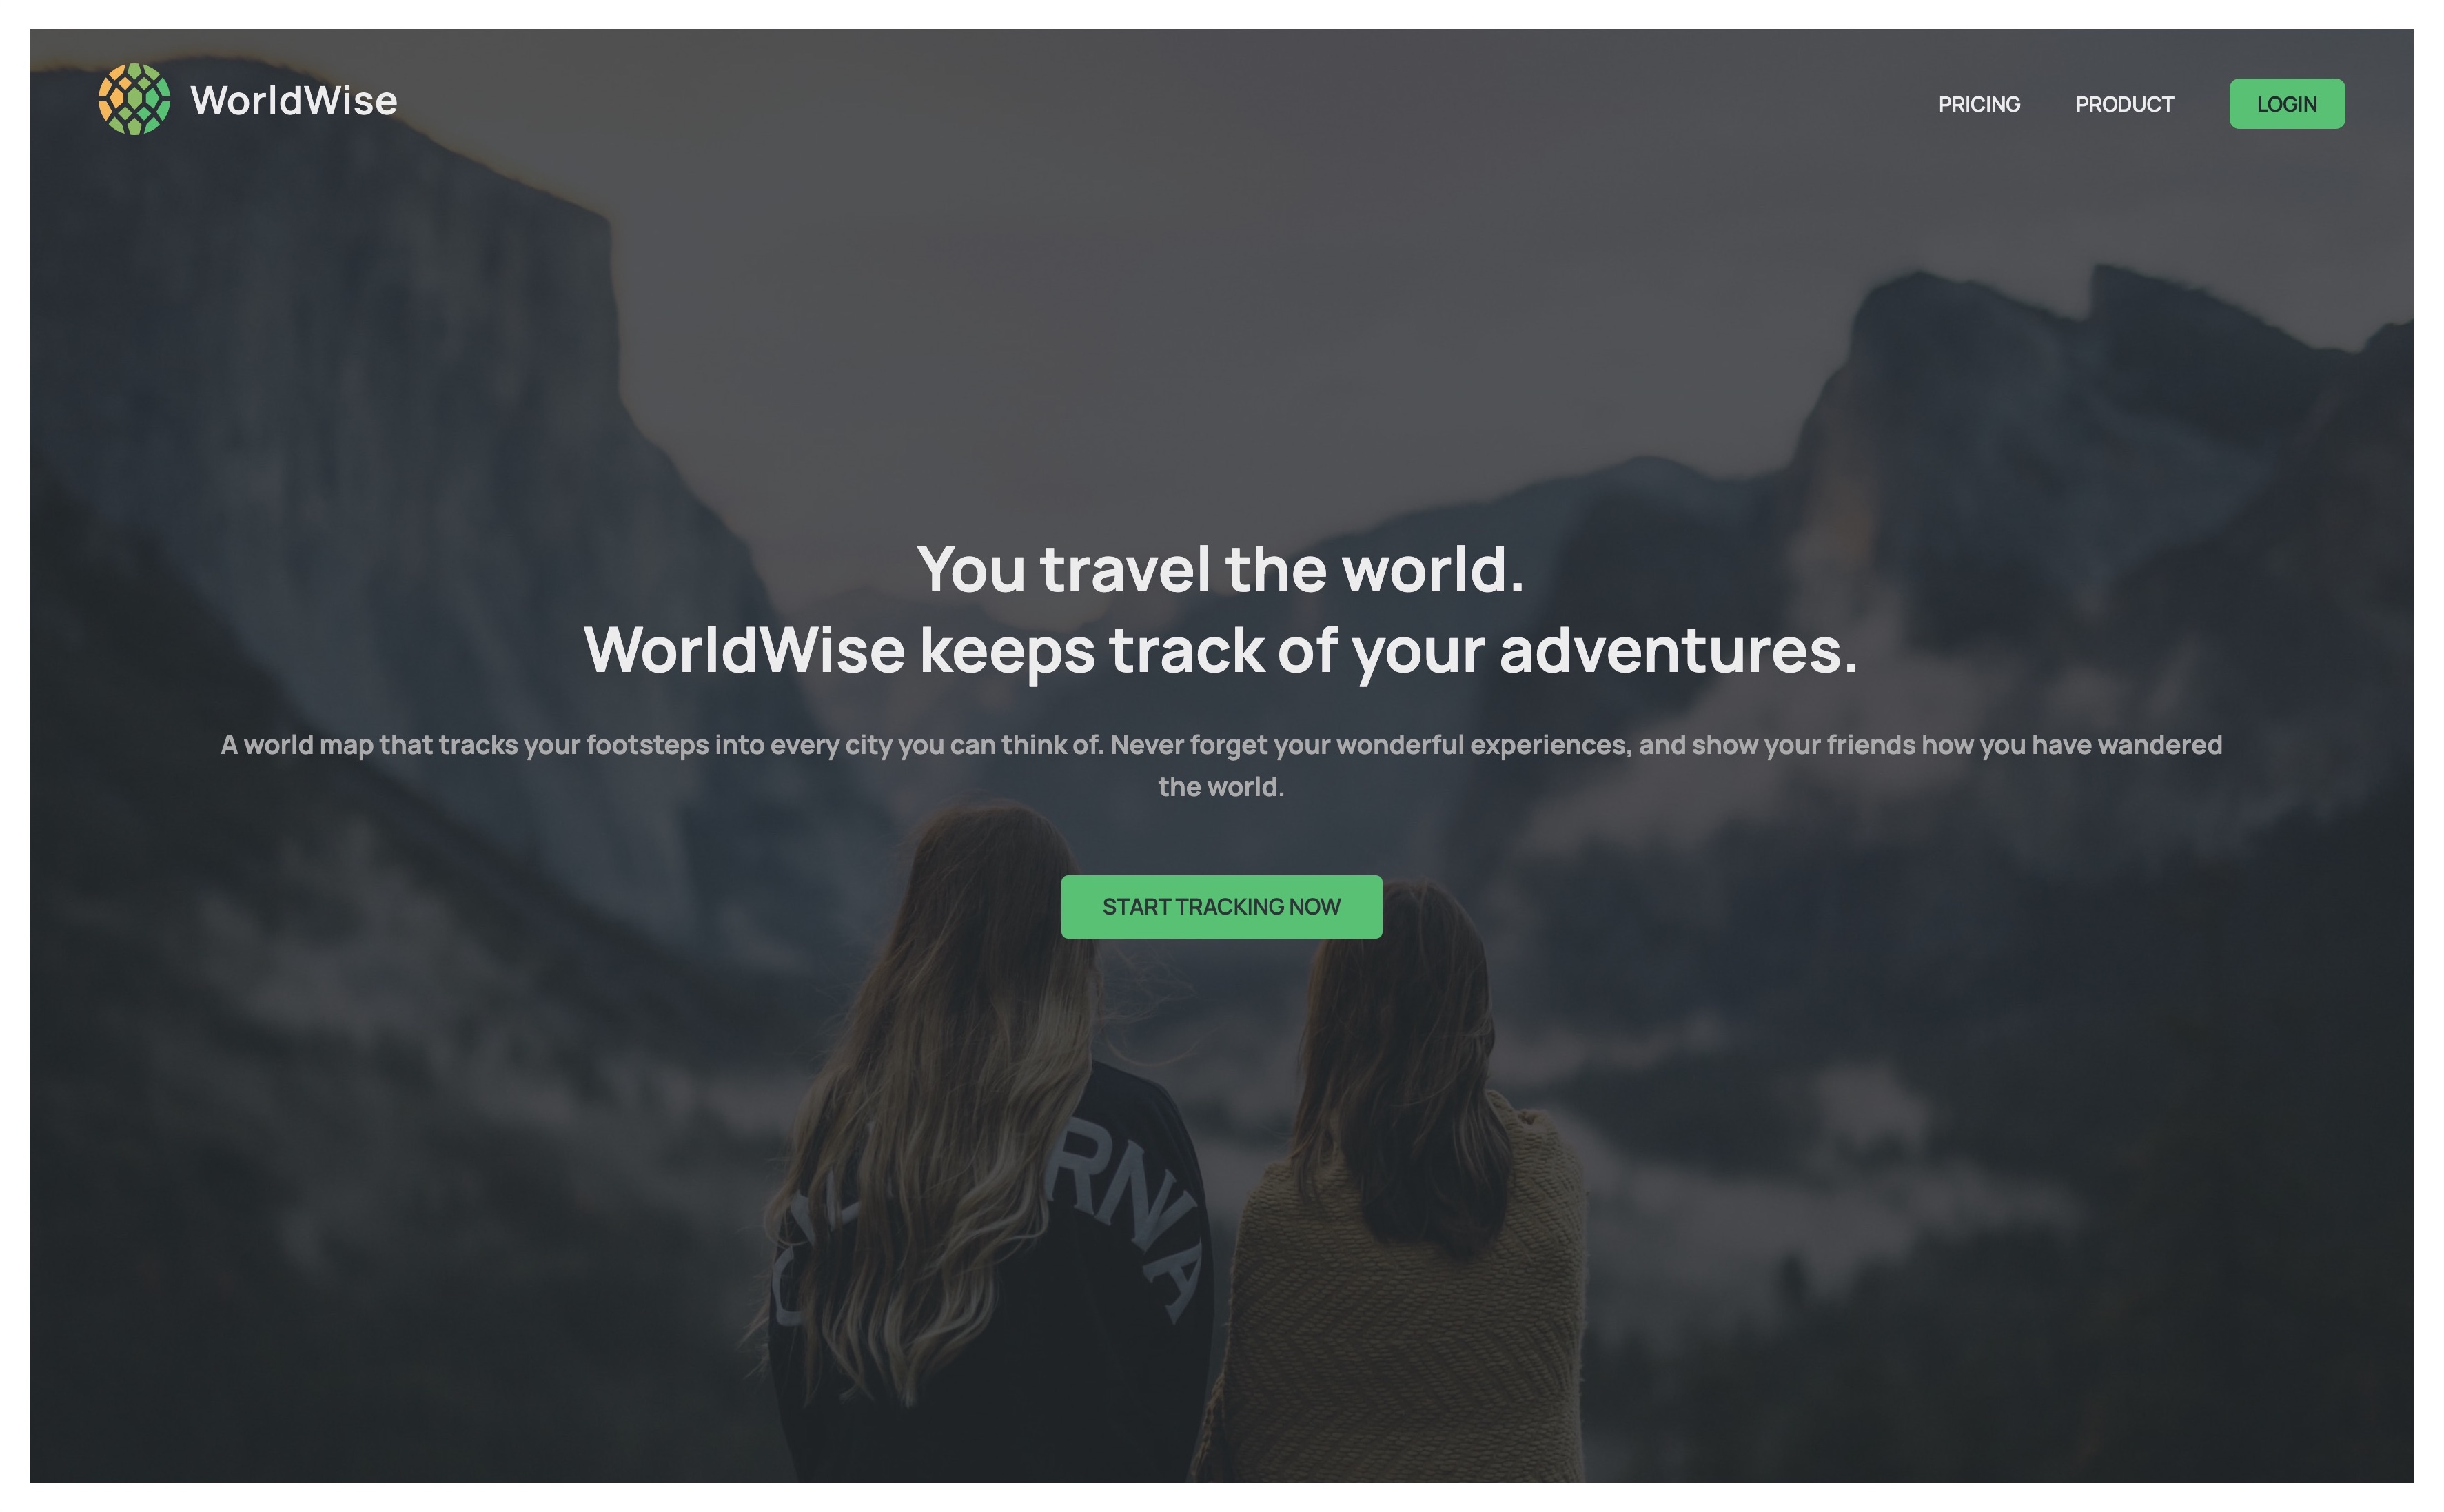 WorldWise
PRICING
PRODUCT
LOGIN
You travel the world.
WorldWise keeps track of your adventures.
A world map that tracks your footsteps into every city you can think of. Never forget your wonderful experiences, and show your friends how you have wandered
the world.
START TRACKING NOW